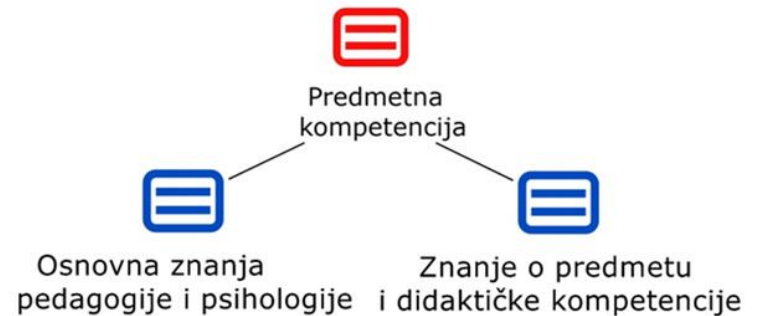 Predmetna
kompetencija
Osnovna znanja
pedagogije i psihologije
Znanje o predmetu
i didaktičke kompetencije